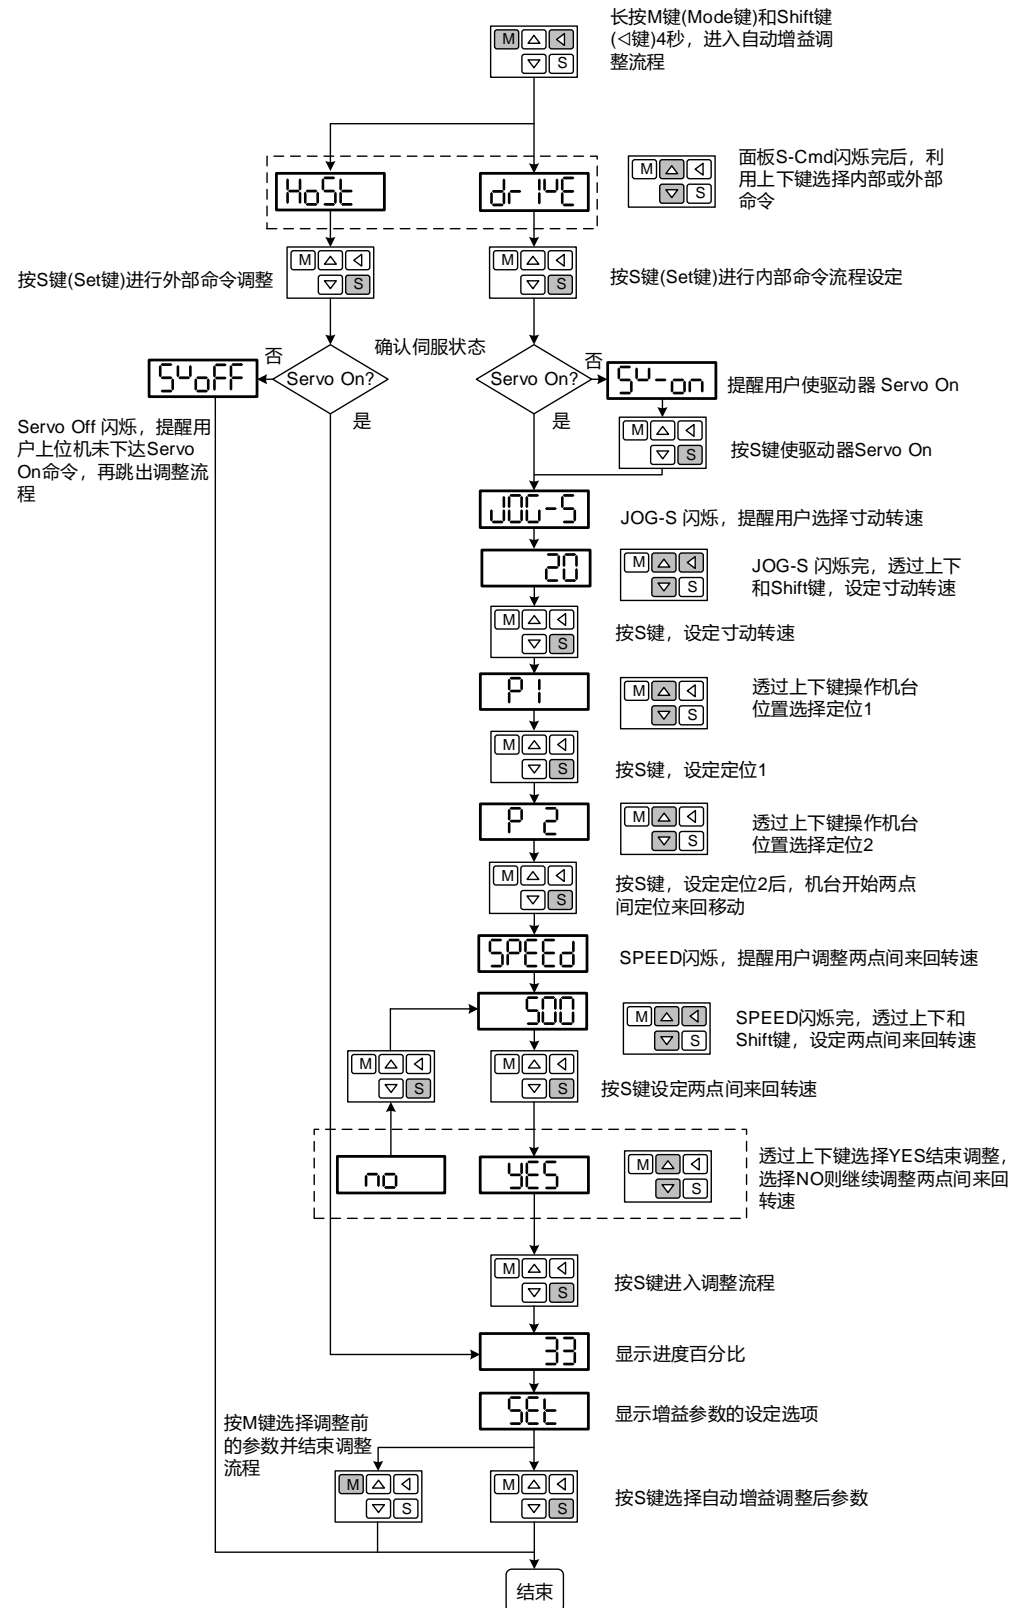 长按M键(Mode键)和Shift键
(◁键)4秒，进入自动增益调
整流程
M S
HoSt
drIvE
M S
面板S-Cmd闪烁完后，利
用上下键选择内部或外部
命令
M S
按S键(Set键)进行外部命令调整
M S
按S键(Set键)进行内部命令流程设定
确认伺服状态
SvoFF
否
Servo On?
是
Servo On?
否
是
Sv-on
提醒用户使驱动器 Servo On
Servo Off 闪烁，提醒用
户上位机未下达Servo
On命令，再跳出调整流
程
M S
按S键使驱动器Servo On
JOG-S
JOG-S 闪烁，提醒用户选择寸动转速
20
M S
JOG-S 闪烁完，透过上下
和Shift键，设定寸动转速
M S
按S键，设定寸动转速
P1
M S
透过上下键操作机台
位置选择定位1
M S
按S键，设定定位1
P 2
M S
透过上下键操作机台
位置选择定位2
M S
按S键，设定定位2后，机台开始两点
间定位来回移动
SPEEd
SPEED闪烁，提醒用户调整两点间来回转速
500
M S
SPEED闪烁完，透过上下和
Shift键，设定两点间来回转速
M S
M S
按S键设定两点间来回转速
no
YES
M S
透过上下键选择YES结束调整，
选择NO则继续调整两点间来回
转速
M S
按S键进入调整流程
33
显示进度百分比
SEt
显示增益参数的设定选项
按M键选择调整前
的参数并结束调整
流程
M S
M S
按S键选择自动增益调整后参数
结束